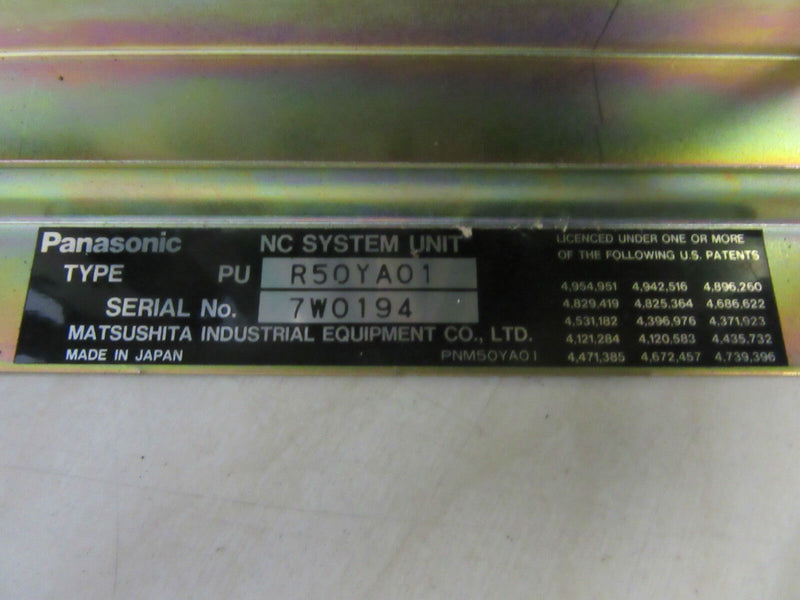 Panasonic NC SYSTEM UNIT
TYPE PU R50YA01
SERIAL No. 7W0194
MATSUSHITA INDUSTRIAL EQUIPMENT CO., LTD.
MADE IN JAPAN PNM50YA01
LICENCED UNDER ONE OR MORE
OF THE FOLLOWING U.S. PATENTS
4,954,951 4,942,516 4,896,260
4,829,419 4,825,364 4,686,622
4,531,182 4,396,976 4,371,923
4,121,284 4,120,583 4,435,732
4,471,385 4,672,457 4,739,396